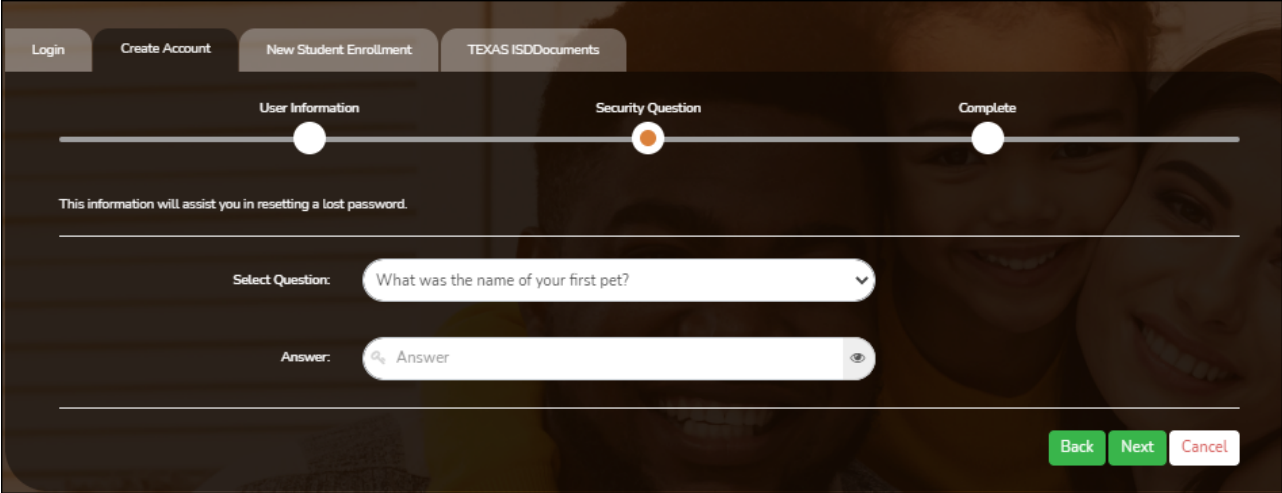 Login Create Account New Student Enrollment TEXAS ISDDocuments
User Information Security Question Complete
This information will assist you in resetting a lost password.
Select Question: What was the name of your first pet?
Answer: Answer
Back Next Cancel